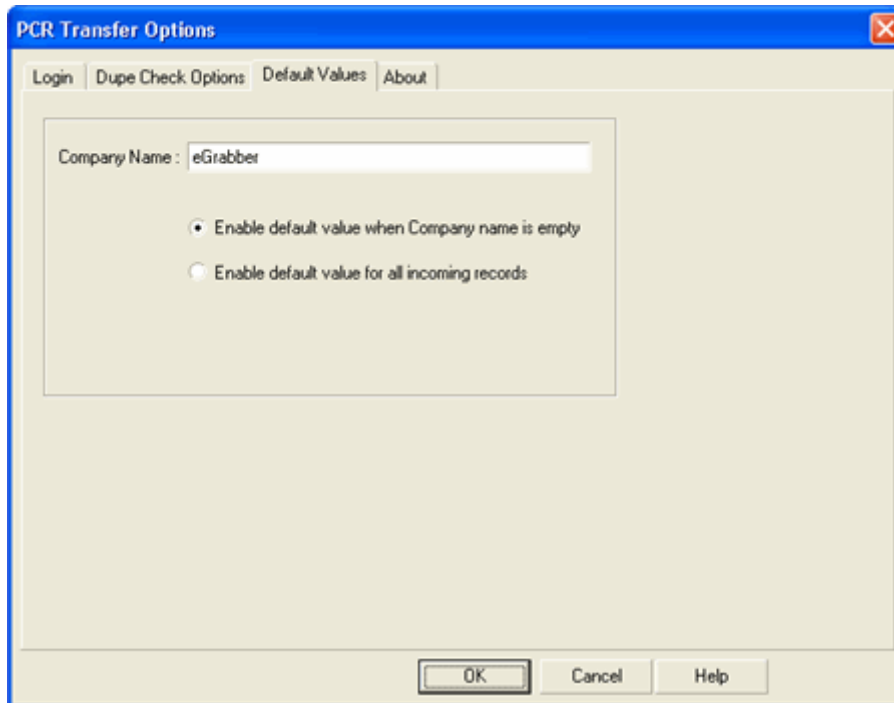 PCR Transfer Options
Login Dupe Check Options Default Values About
Company Name : eGrabber
Enable default value when Company name is empty
Enable default value for all incoming records
OK Cancel Help